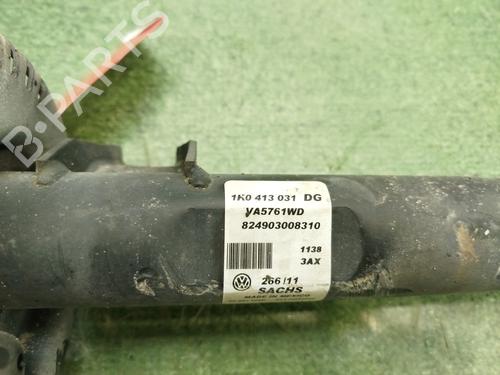 B-PARTS
1K0 413 031 DG
VA5761WD
824903008310
1138
3AX
266/11
SACHS
MADE IN MEXICO